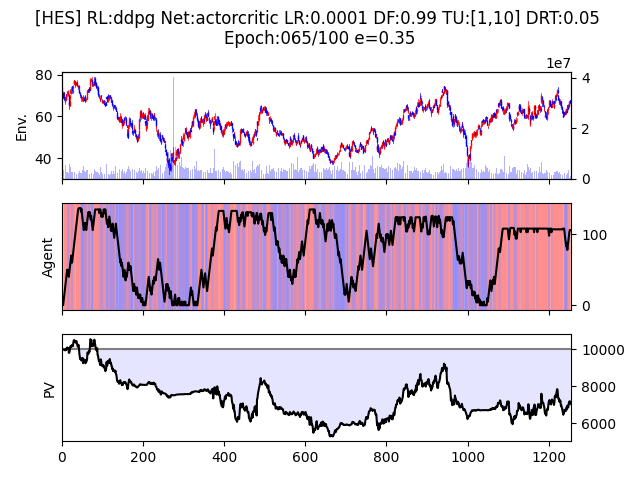 [HES] RL:ddpg Net:actorcritic LR:0.0001 DF:0.99 TU:[1,10] DRT:0.05
Epoch:065/100 e=0.35
1e7
80
60
40
Env.
4
2
0
Agent
100
0
PV
10000
8000
6000
0 200 400 600 800 1000 1200